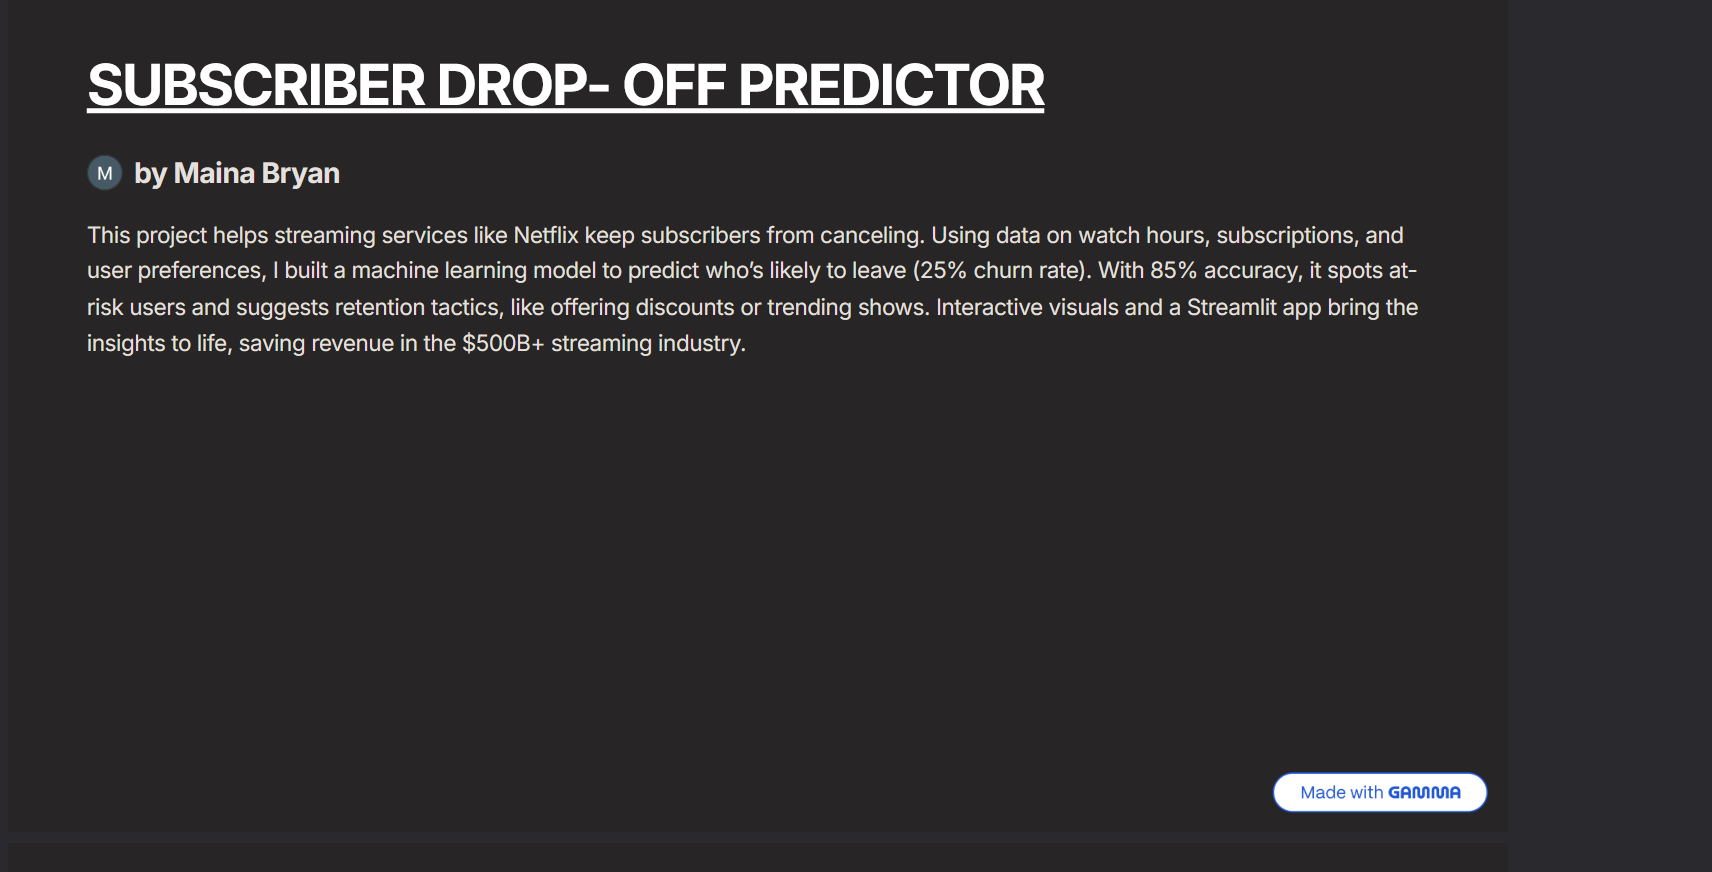 SUBSCRIBER DROP- OFF PREDICTOR
M by Maina Bryan
This project helps streaming services like Netflix keep subscribers from canceling. Using data on watch hours, subscriptions, and
user preferences, I built a machine learning model to predict who’s likely to leave (25% churn rate). With 85% accuracy, it spots at-
risk users and suggests retention tactics, like offering discounts or trending shows. Interactive visuals and a Streamlit app bring the
insights to life, saving revenue in the $500B+ streaming industry.
Made with GAMMA